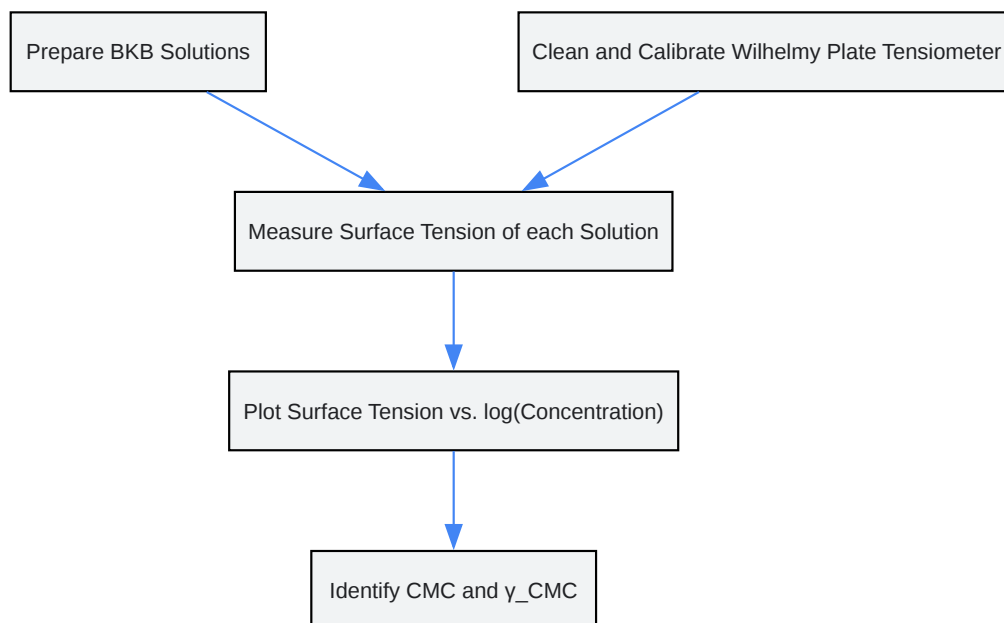 Prepare BKB Solutions
Clean and Calibrate Wilhelmy Plate Tensiometer
Measure Surface Tension of each Solution
Plot Surface Tension vs. log(Concentration)
Identify CMC and γ_CMC